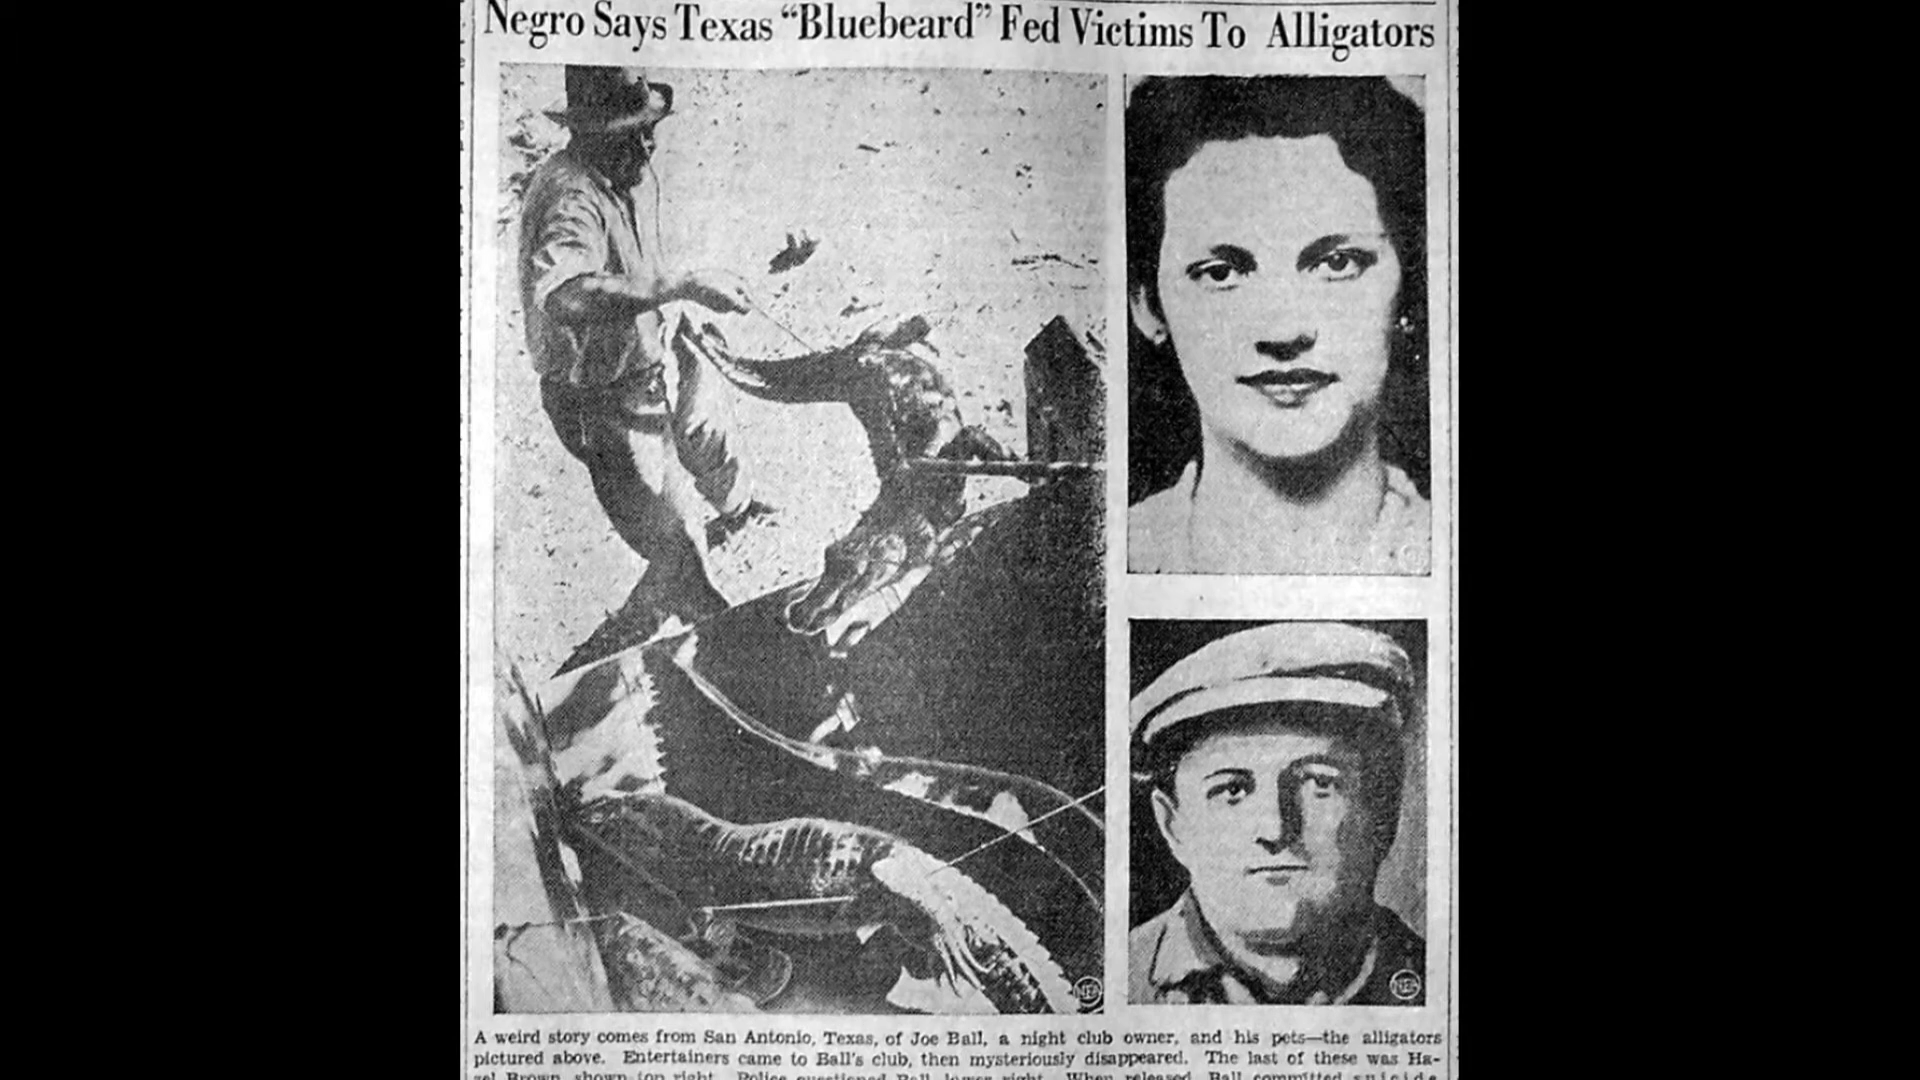 Negro Says Texas “Bluebeard” Fed Victims To Alligators
NEA
NEA
A weird story comes from San Antonio, Texas, of Joe Ball, a night club owner, and his pets—the alligators
pictured above. Entertainers came to Ball's club, then mysteriously disappeared. The last of these was Ha-
zel Brown, shown top right. Police questioned Ball, lower right. When released, Ball committed suicide.